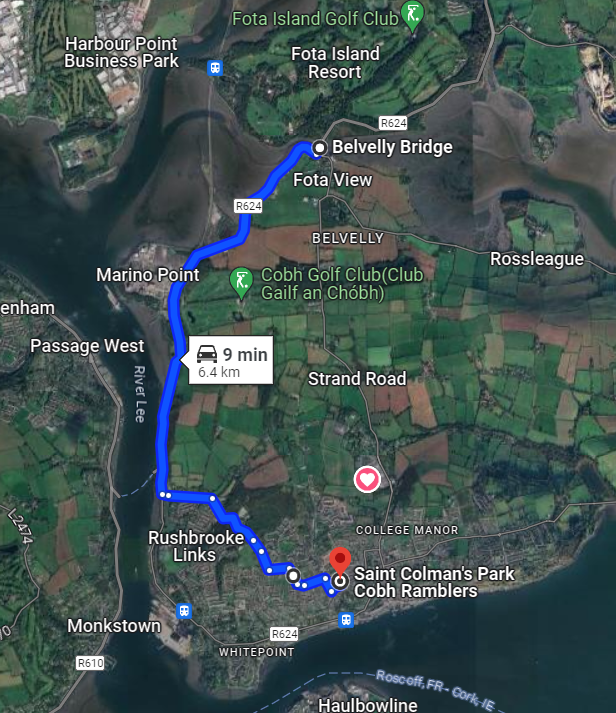 Fota Island Golf Club
Harbour Point
Business Park
Fota Island
Resort
R624
Belvelly Bridge
Fota View
R624
BELVELLY
Rossleague
Marino Point
Cobh Golf Club(Club
Gailf an Chóbh)
enham
Passage West
9 min
6.4 km
River Lee
Strand Road
L2474
COLLEGE MANOR
Rushbrooke
Links
Saint Colman's Park
Cobh Ramblers
Monkstown
R624
WHITEPOINT
R610
Roscoff, FR - Cork, IE
Haulbowline